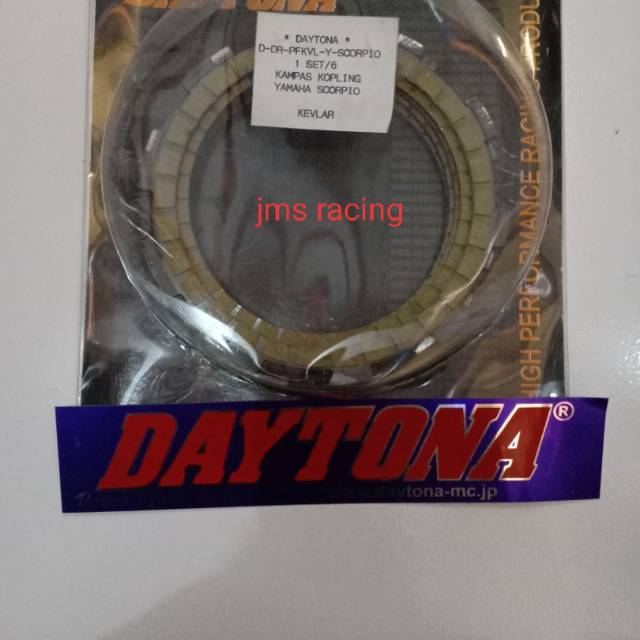 DAYTONA
* DAYTONA *
D-DR-PFKVL-Y-SCORPIO
1 SET/6
KAMPAS KOPLING
YAMAHA SCORPIO
KEVLAR
jms racing
HIGH PERFORMANCE RACING PRODU
DAYTONA®
www.daytona-mc.jp